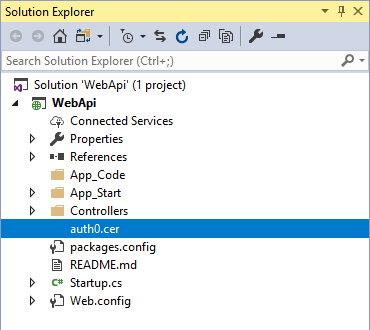 Solution Explorer
Search Solution Explorer (Ctrl+;)
Solution 'WebApi' (1 project)
WebApi
Connected Services
Properties
References
App_Code
App_Start
Controllers
auth0.cer
packages.config
README.md
C# Startup.cs
Web.config